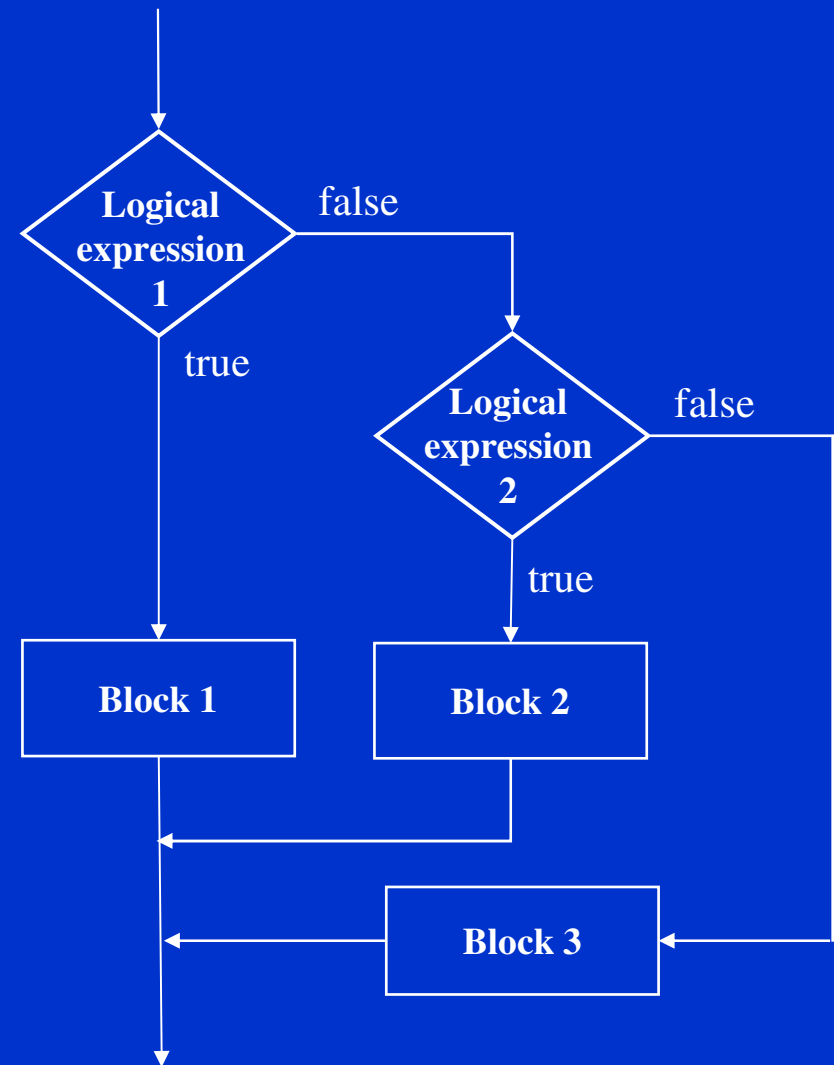 Logical
expression
1
false
true
Logical
expression
2
false
true
Block 1
Block 2
Block 3